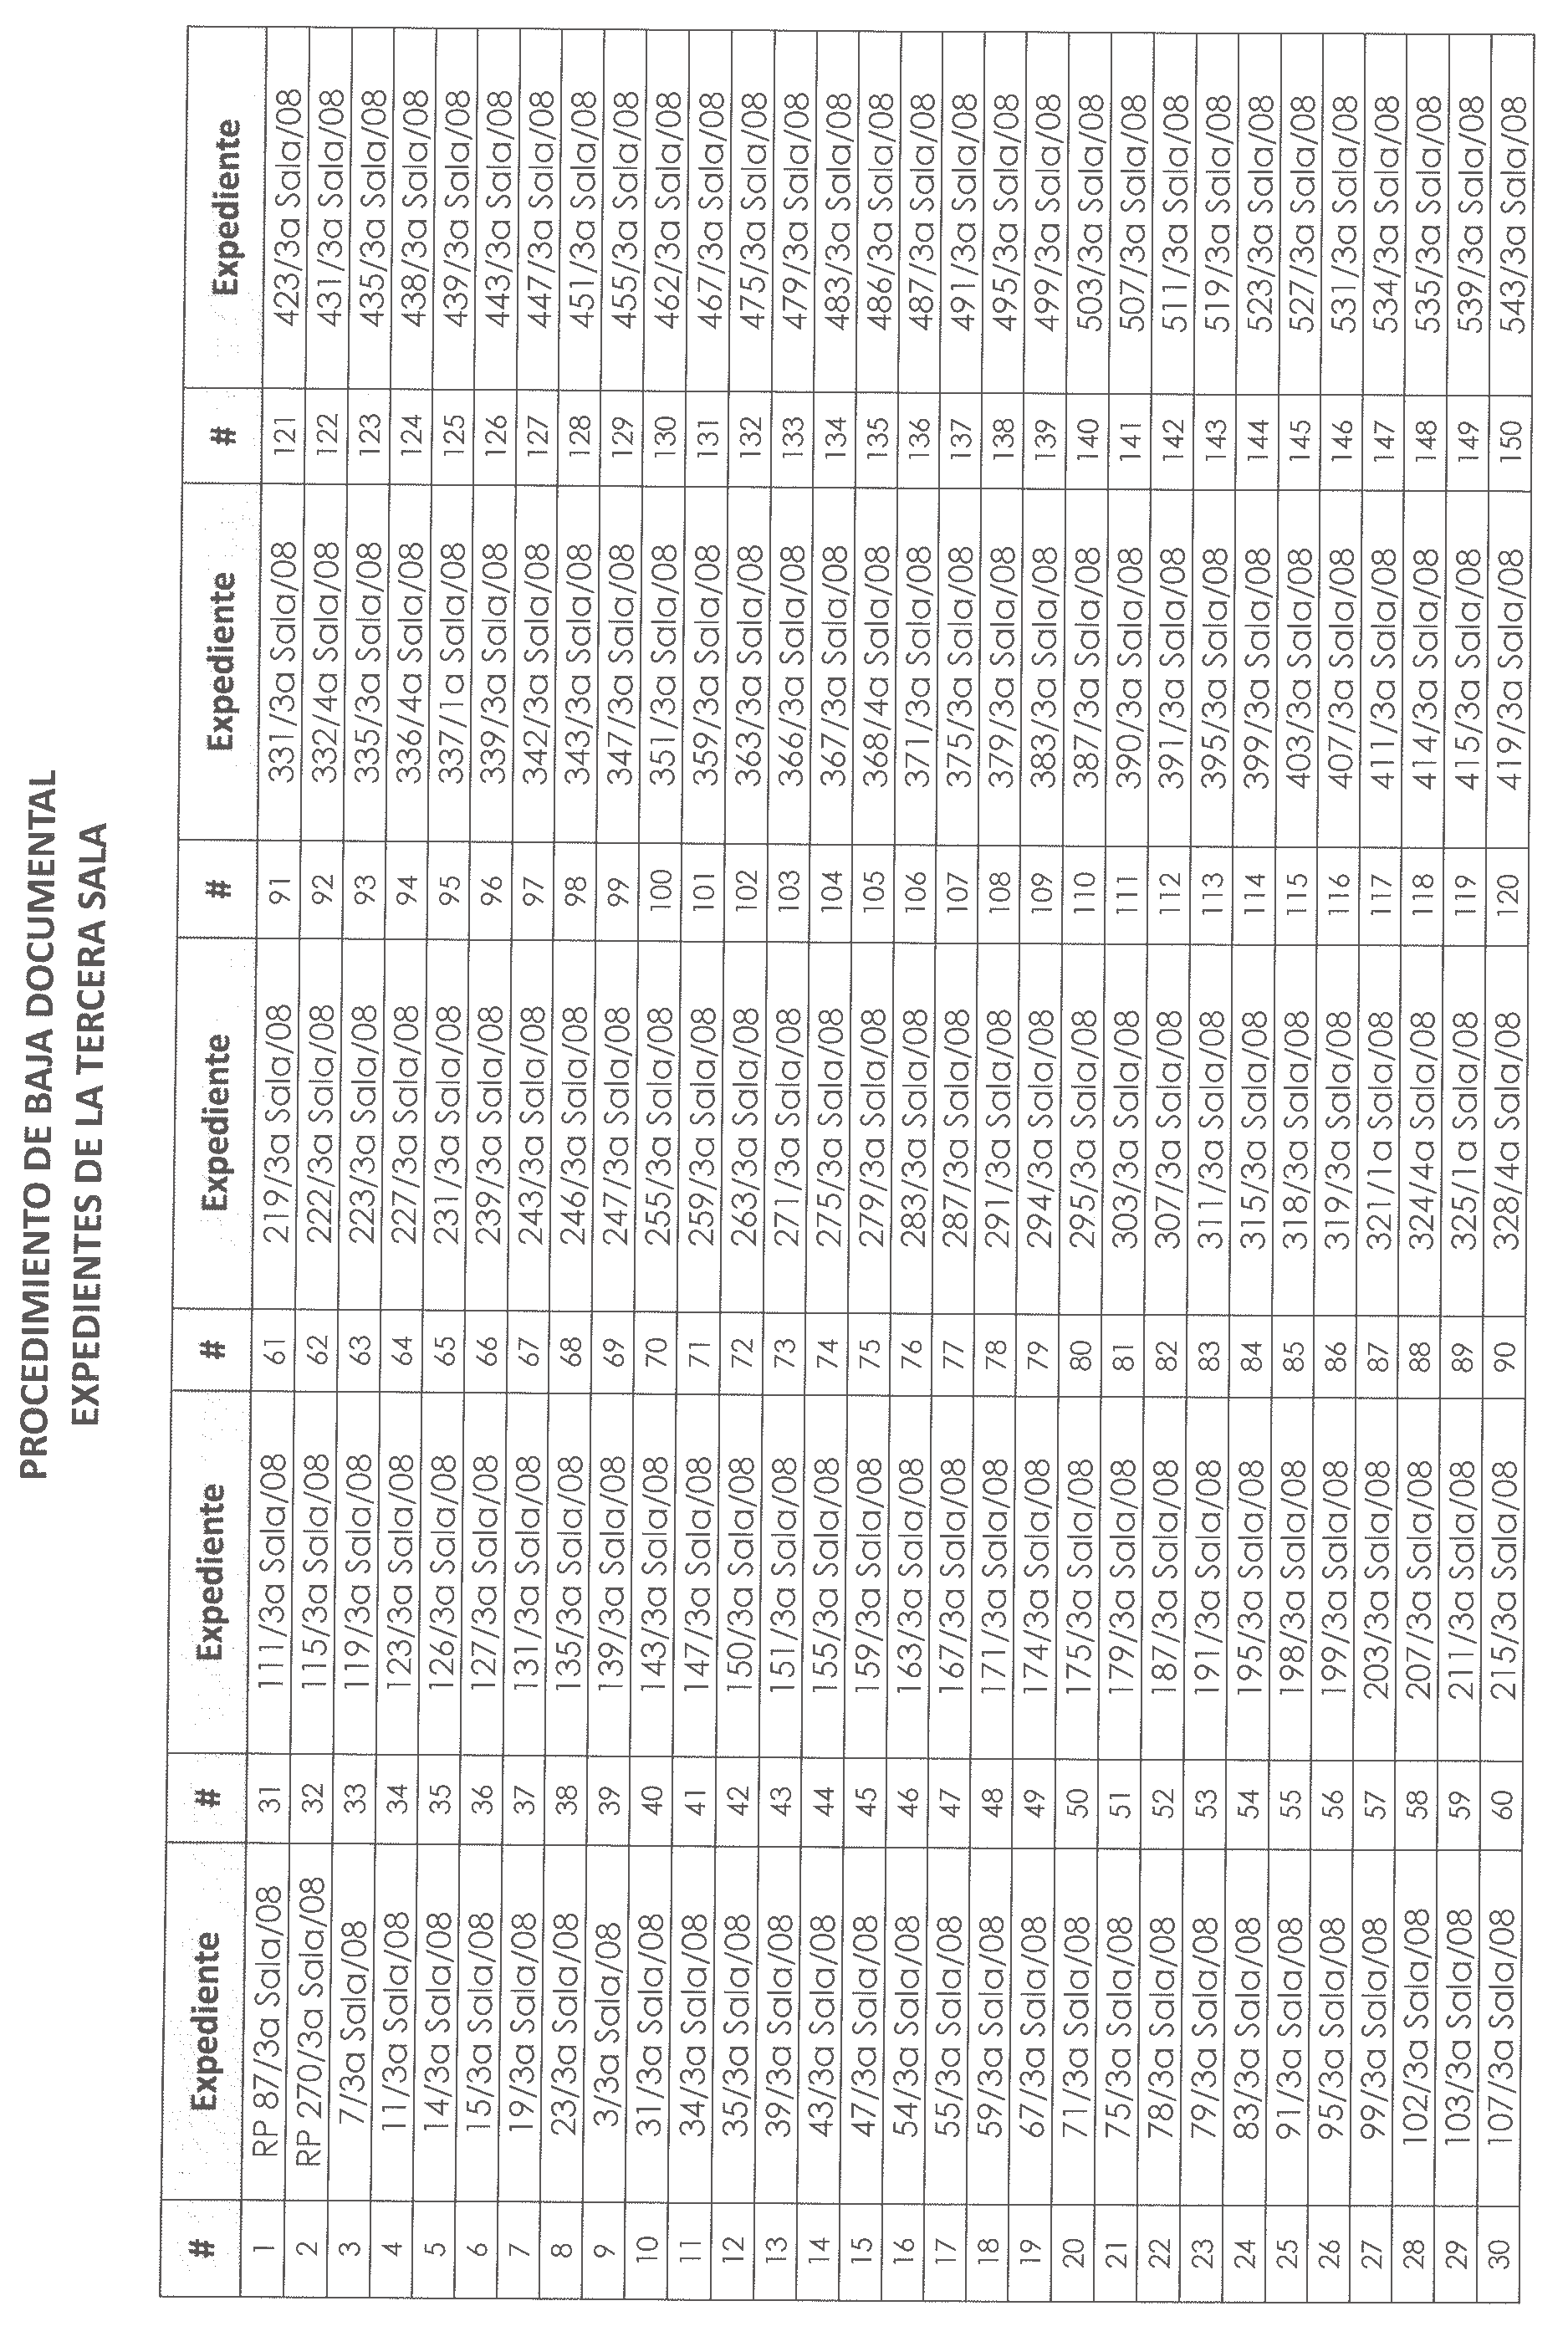 PROCEDIMIENTO DE BAJA DOCUMENTAL
EXPEDIENTES DE LA TERCERA SALA
# Expediente # Expediente # Expediente # Expediente # Expediente
1 RP 87/3a Sala/08 31 111/3a Sala/08 61 219/3a Sala/08 91 331/3a Sala/08 121 423/3a Sala/08
2 RP 270/3a Sala/08 32 115/3a Sala/08 62 222/3a Sala/08 92 332/4a Sala/08 122 431/3a Sala/08
3 7/3a Sala/08 33 119/3a Sala/08 63 223/3a Sala/08 93 335/3a Sala/08 123 435/3a Sala/08
4 11/3a Sala/08 34 123/3a Sala/08 64 227/3a Sala/08 94 336/4a Sala/08 124 438/3a Sala/08
5 14/3a Sala/08 35 126/3a Sala/08 65 231/3a Sala/08 95 337/1a Sala/08 125 439/3a Sala/08
6 15/3a Sala/08 36 127/3a Sala/08 66 239/3a Sala/08 96 339/3a Sala/08 126 443/3a Sala/08
7 19/3a Sala/08 37 131/3a Sala/08 67 243/3a Sala/08 97 342/3a Sala/08 127 447/3a Sala/08
8 23/3a Sala/08 38 135/3a Sala/08 68 246/3a Sala/08 98 343/3a Sala/08 128 451/3a Sala/08
9 3/3a Sala/08 39 139/3a Sala/08 69 247/3a Sala/08 99 347/3a Sala/08 129 455/3a Sala/08
10 31/3a Sala/08 40 143/3a Sala/08 70 255/3a Sala/08 100 351/3a Sala/08 130 462/3a Sala/08
11 34/3a Sala/08 41 147/3a Sala/08 71 259/3a Sala/08 101 359/3a Sala/08 131 467/3a Sala/08
12 35/3a Sala/08 42 150/3a Sala/08 72 263/3a Sala/08 102 363/3a Sala/08 132 475/3a Sala/08
13 39/3a Sala/08 43 151/3a Sala/08 73 271/3a Sala/08 103 366/3a Sala/08 133 479/3a Sala/08
14 43/3a Sala/08 44 155/3a Sala/08 74 275/3a Sala/08 104 367/3a Sala/08 134 483/3a Sala/08
15 47/3a Sala/08 45 159/3a Sala/08 75 279/3a Sala/08 105 368/4a Sala/08 135 486/3a Sala/08
16 54/3a Sala/08 46 163/3a Sala/08 76 283/3a Sala/08 106 371/3a Sala/08 136 487/3a Sala/08
17 55/3a Sala/08 47 167/3a Sala/08 77 287/3a Sala/08 107 375/3a Sala/08 137 491/3a Sala/08
18 59/3a Sala/08 48 171/3a Sala/08 78 291/3a Sala/08 108 379/3a Sala/08 138 495/3a Sala/08
19 67/3a Sala/08 49 174/3a Sala/08 79 294/3a Sala/08 109 383/3a Sala/08 139 499/3a Sala/08
20 71/3a Sala/08 50 175/3a Sala/08 80 295/3a Sala/08 110 387/3a Sala/08 140 503/3a Sala/08
21 75/3a Sala/08 51 179/3a Sala/08 81 303/3a Sala/08 111 390/3a Sala/08 141 507/3a Sala/08
22 78/3a Sala/08 52 187/3a Sala/08 82 307/3a Sala/08 112 391/3a Sala/08 142 511/3a Sala/08
23 79/3a Sala/08 53 191/3a Sala/08 83 311/3a Sala/08 113 395/3a Sala/08 143 519/3a Sala/08
24 83/3a Sala/08 54 195/3a Sala/08 84 315/3a Sala/08 114 399/3a Sala/08 144 523/3a Sala/08
25 91/3a Sala/08 55 198/3a Sala/08 85 318/3a Sala/08 115 403/3a Sala/08 145 527/3a Sala/08
26 95/3a Sala/08 56 199/3a Sala/08 86 319/3a Sala/08 116 407/3a Sala/08 146 531/3a Sala/08
27 99/3a Sala/08 57 203/3a Sala/08 87 321/1a Sala/08 117 411/3a Sala/08 147 534/3a Sala/08
28 102/3a Sala/08 58 207/3a Sala/08 88 324/4a Sala/08 118 414/3a Sala/08 148 535/3a Sala/08
29 103/3a Sala/08 59 211/3a Sala/08 89 325/1a Sala/08 119 415/3a Sala/08 149 539/3a Sala/08
30 107/3a Sala/08 60 215/3a Sala/08 90 328/4a Sala/08 120 419/3a Sala/08 150 543/3a Sala/08